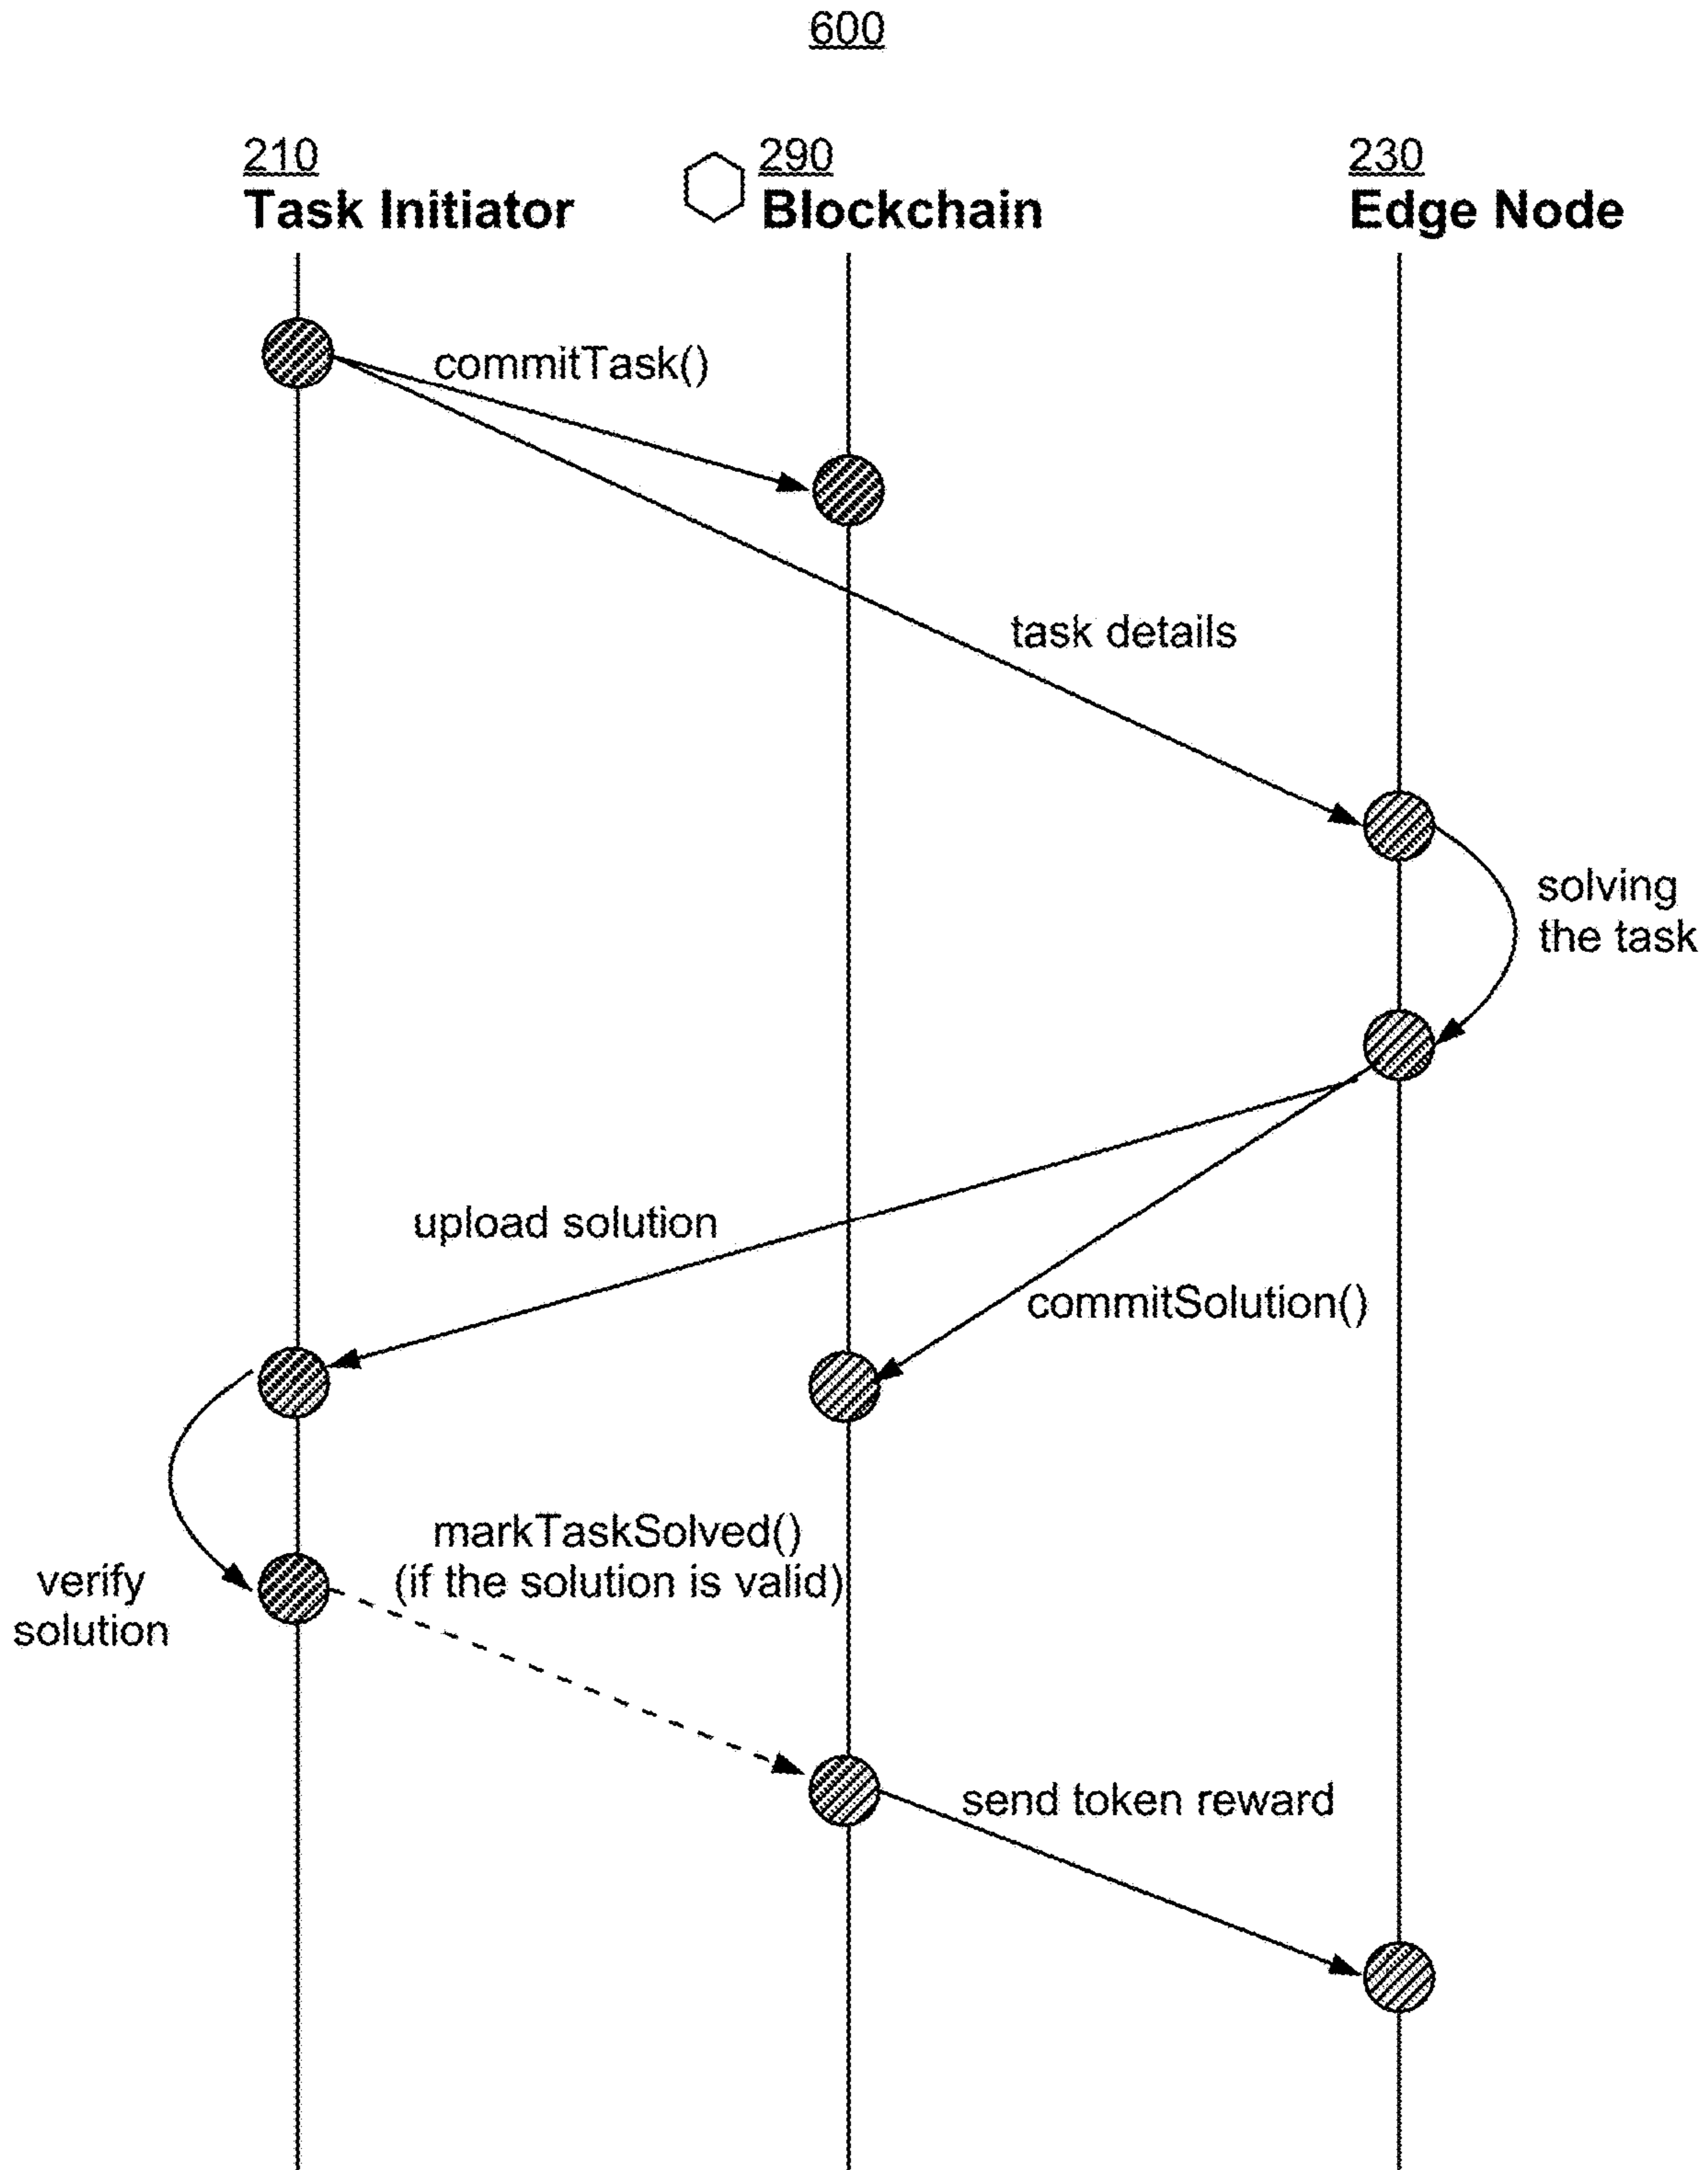 600
210
Task Initiator
290
Blockchain
230
Edge Node
commitTask()
task details
solving
the task
upload solution
commitSolution()
markTaskSolved()
(if the solution is valid)
verify
solution
send token reward